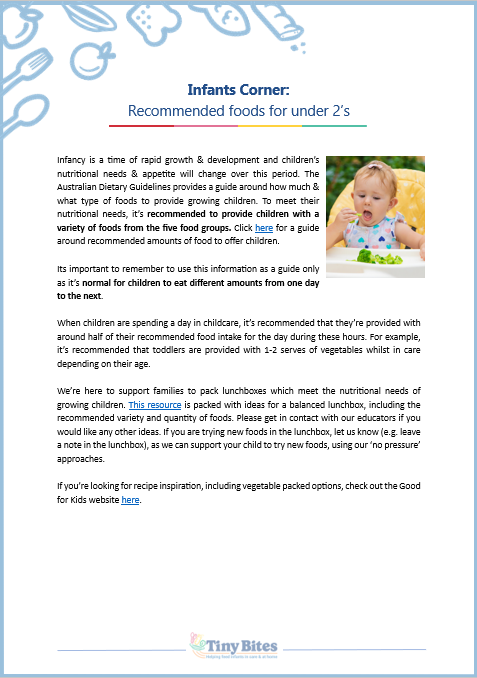 Infants Corner:
Recommended foods for under 2's
Infancy is a time of rapid growth & development and children's
nutritional needs & appetite will change over this period. The
Australian Dietary Guidelines provides a guide around how much &
what type of foods to provide growing children. To meet their
nutritional needs, it's recommended to provide children with a
variety of foods from the five food groups. Click here for a guide
around recommended amounts of food to offer children.
Its important to remember to use this information as a guide only
as it's normal for children to eat different amounts from one day
to the next.
When children are spending a day in childcare, it's recommended that they're provided with
around half of their recommended food intake for the day during these hours. For example,
it's recommended that toddlers are provided with 1-2 serves of vegetables whilst in care
depending on their age.
We're here to support families to pack lunchboxes which meet the nutritional needs of
growing children. This resource is packed with ideas for a balanced lunchbox, including the
recommended variety and quantity of foods. Please get in contact with our educators if you
would like any other ideas. If you are trying new foods in the lunchbox, let us know (e.g. leave
a note in the lunchbox), as we can support your child to try new foods, using our 'no pressure'
approaches.
If you're looking for recipe inspiration, including vegetable packed options, check out the Good
for Kids website here.
Tiny Bites
Helping feed infants in care & at home